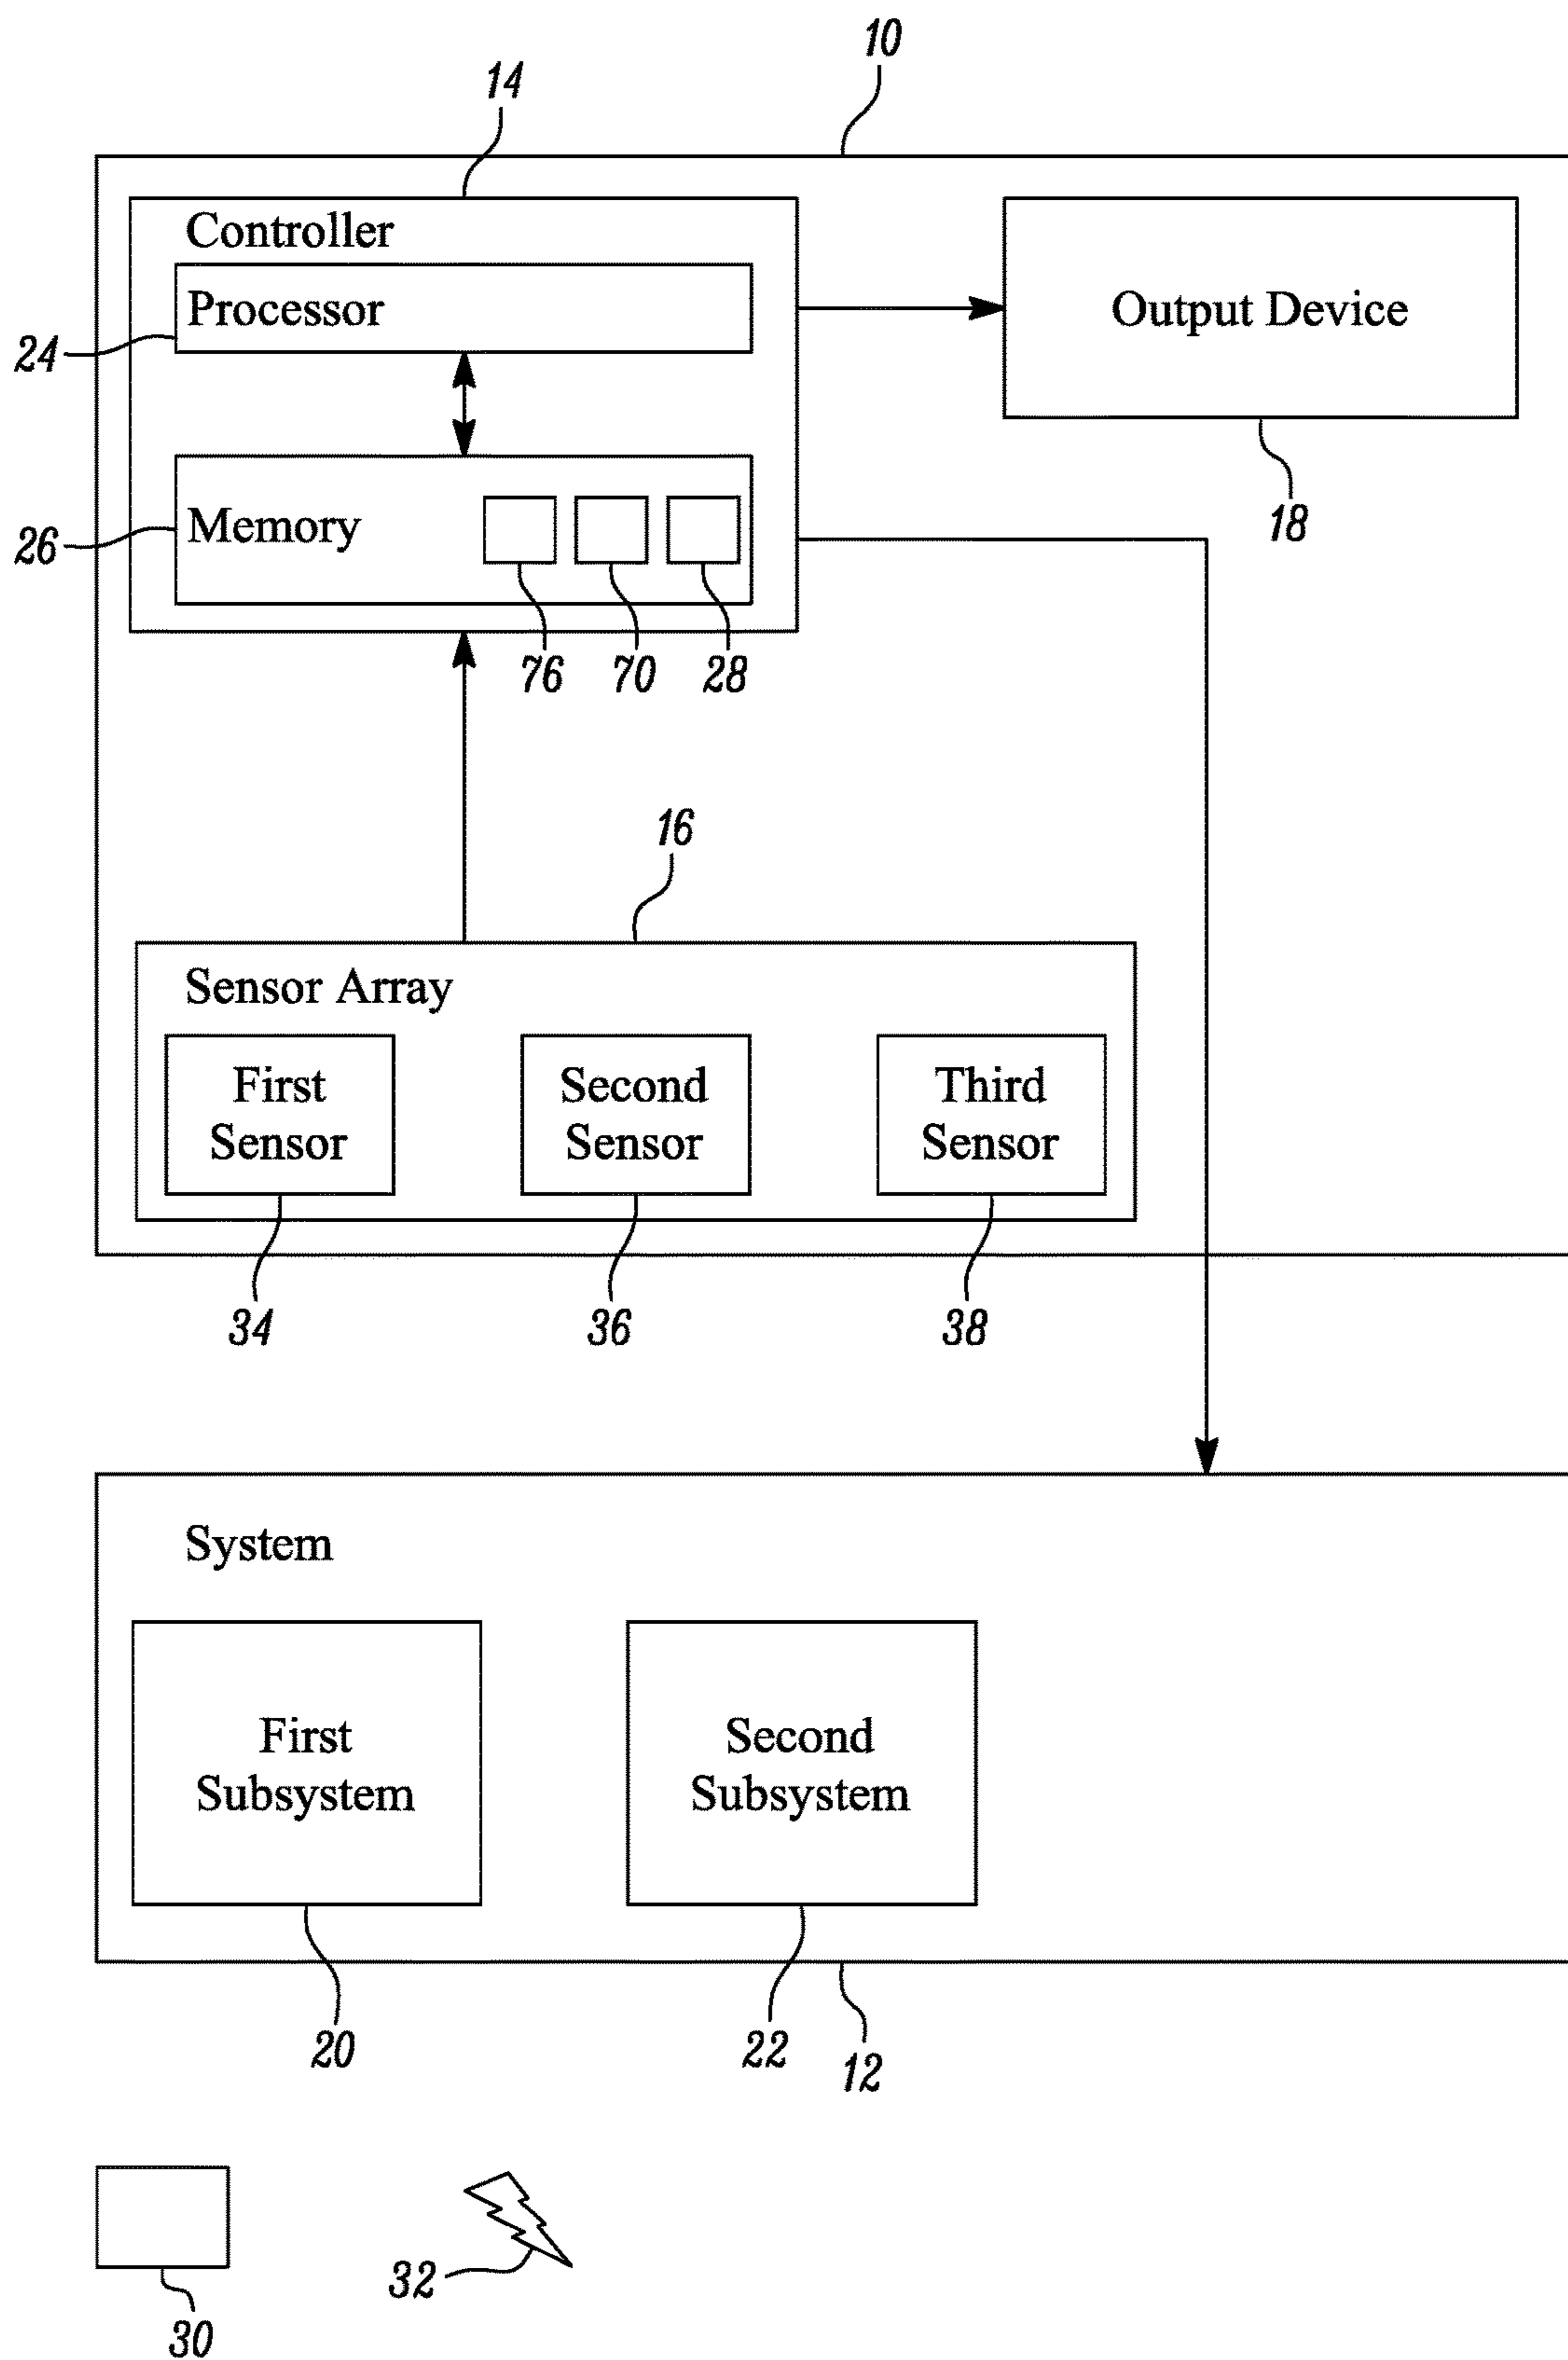 10
14
Controller
Processor
Output Device
24
Memory
26
18
76
70
28
16
Sensor Array
First
Sensor
Second
Sensor
Third
Sensor
34
36
38
System
First
Subsystem
Second
Subsystem
20
22
12
32
30